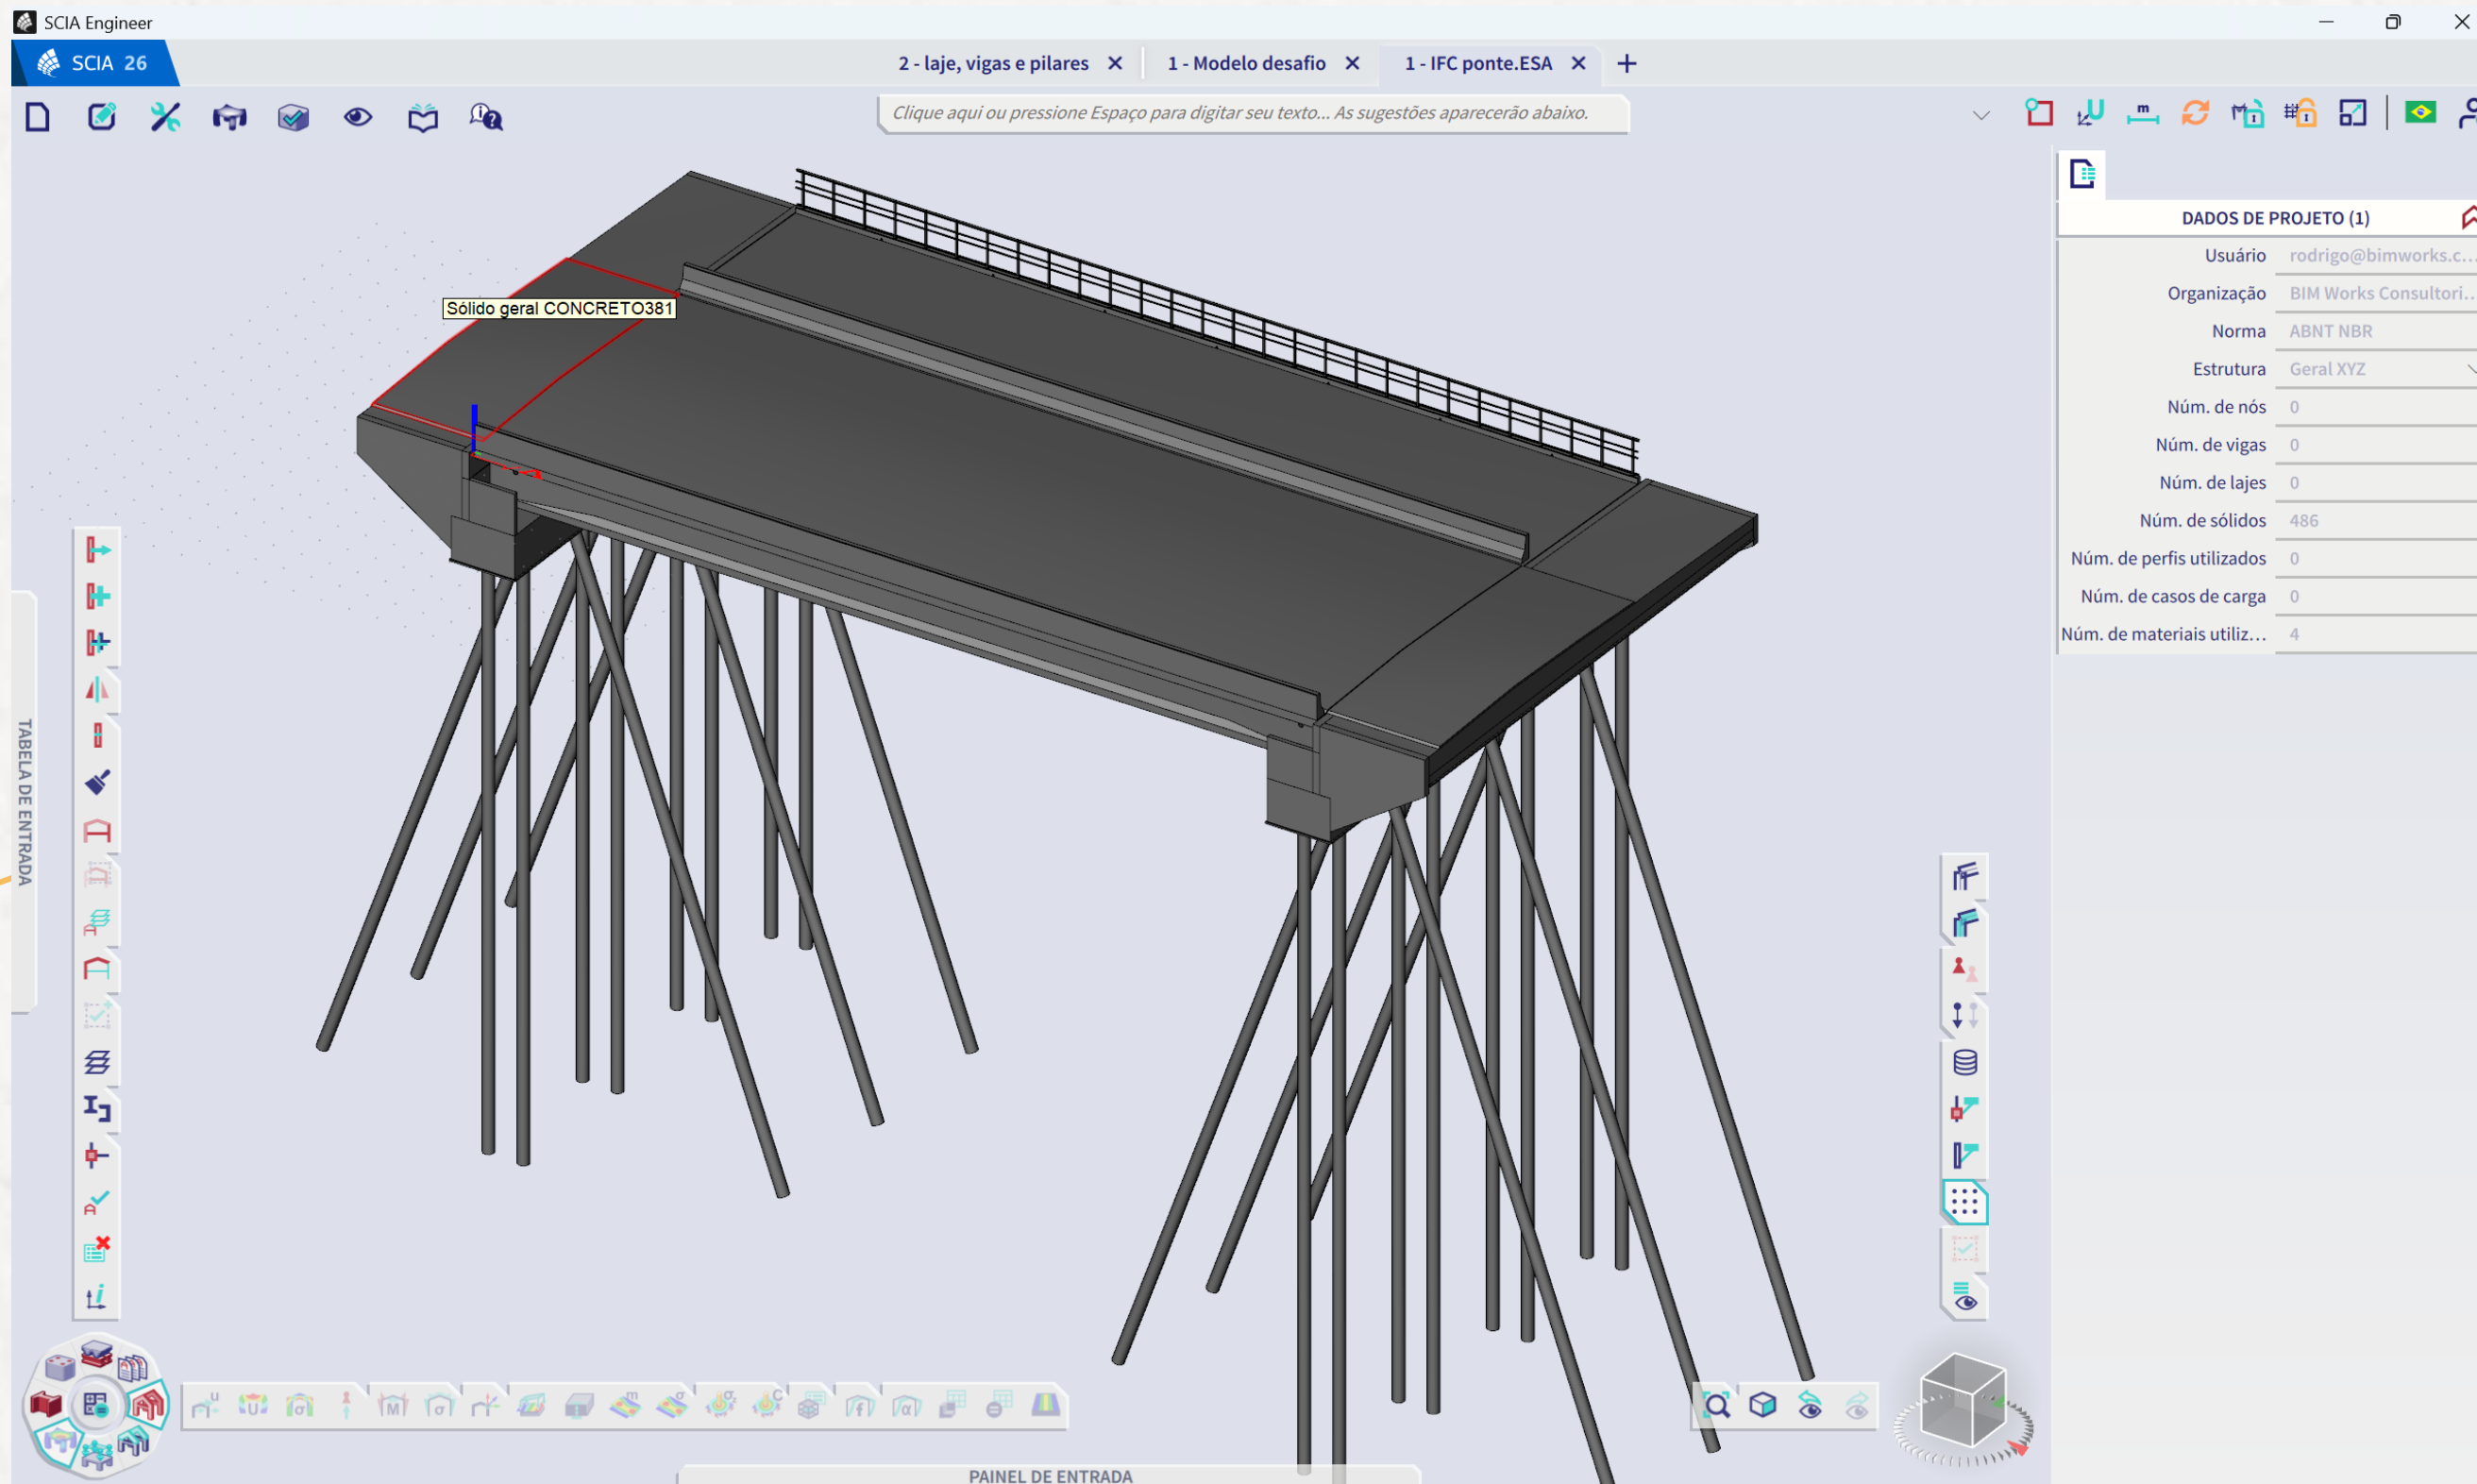 SCIA Engineer
SCIA 26
2 - laje, vigas e pilares
1 - Modelo desafio
1 - IFC ponte.ESA
Clique aqui ou pressione Espaço para digitar seu texto... As sugestões aparecerão abaixo.
DADOS DE PROJETO (1)
Usuário rodrigo@bimworks.c...
Organização BIM Works Consultori...
Norma ABNT NBR
Estrutura Geral XYZ
Núm. de nós 0
Núm. de vigas 0
Núm. de lajes 0
Núm. de sólidos 486
Núm. de perfis utilizados 0
Núm. de casos de carga 0
Núm. de materiais utiliz... 4
Sólido geral CONCRETO381
TABELA DE ENTRADA
PAINEL DE ENTRADA